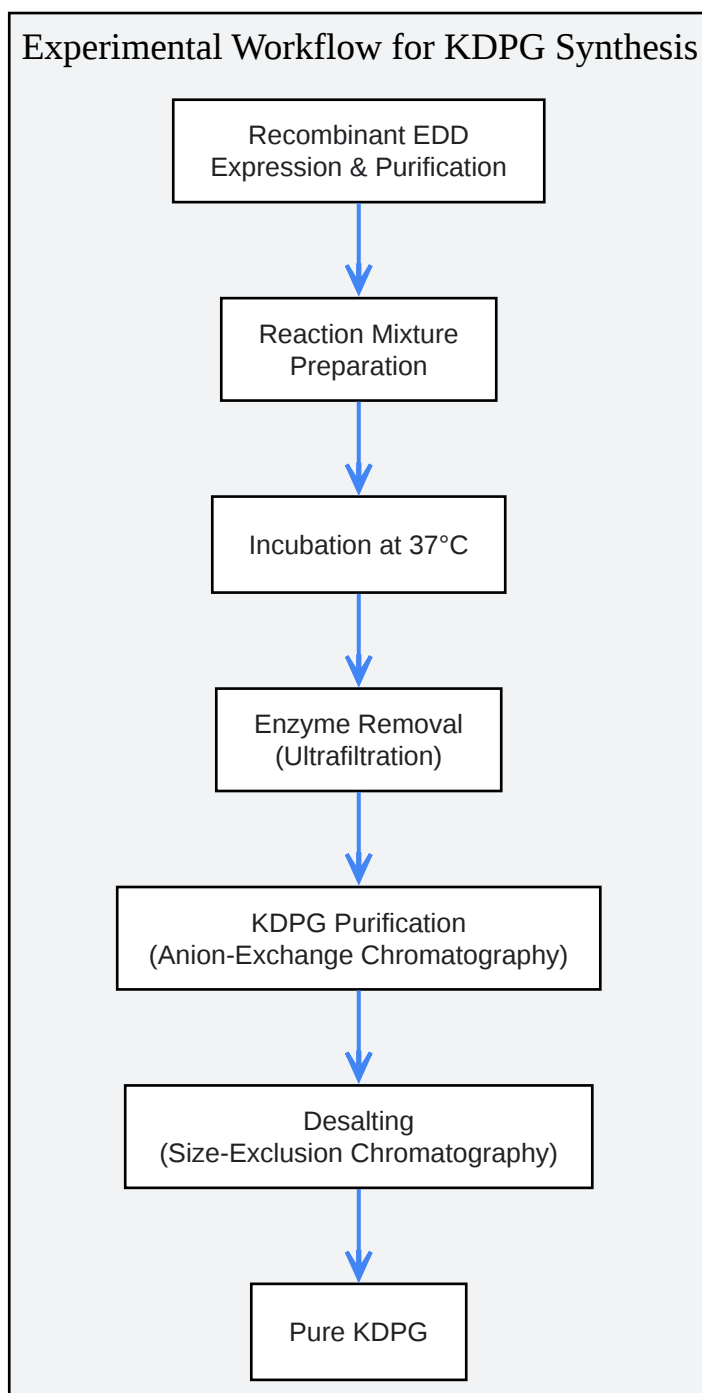 Experimental Workflow for KDPG Synthesis
Recombinant EDD
Expression & Purification
Reaction Mixture
Preparation
Incubation at 37°C
Enzyme Removal
(Ultrafiltration)
KDPG Purification
(Anion-Exchange Chromatography)
Desalting
(Size-Exclusion Chromatography)
Pure KDPG